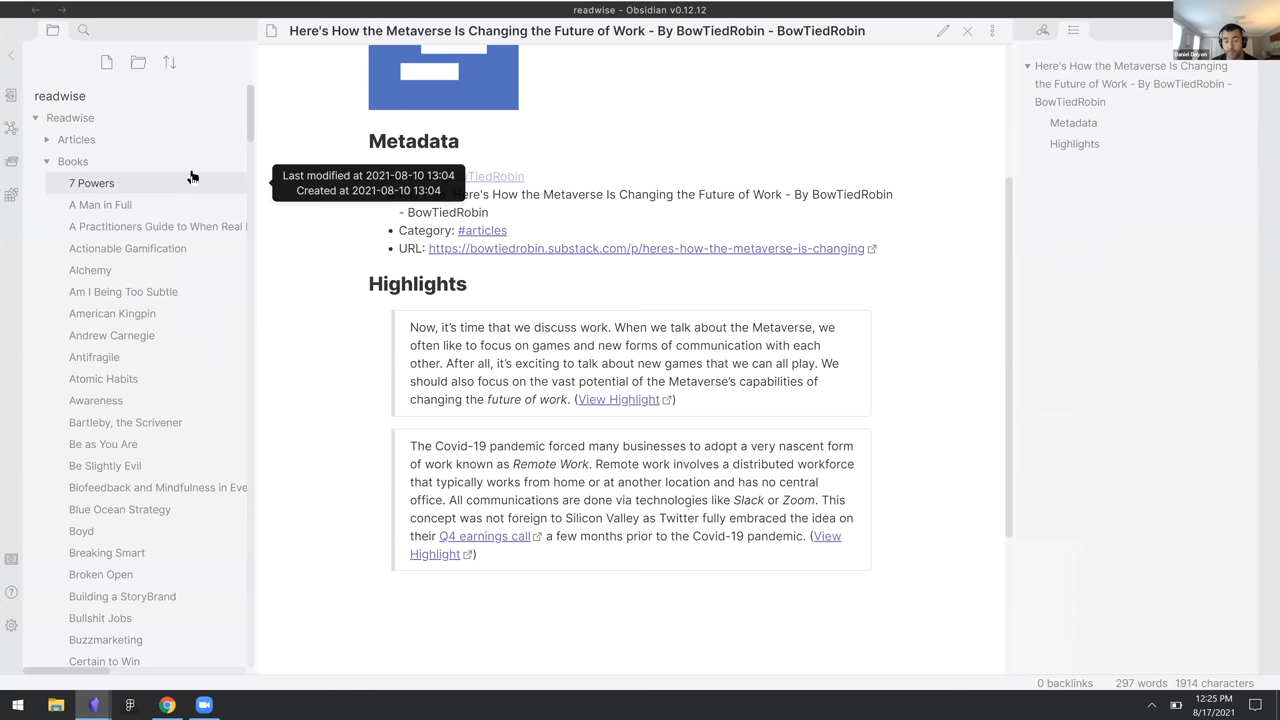 readwise - Obsidian v0.12.12
Here's How the Metaverse Is Changing the Future of Work - By BowTiedRobin - BowTiedRobin
Daniel Doyon
readwise
Readwise
Articles
Books
7 Powers
A Man in Full
A Practitioners Guide to When Real
Actionable Gamification
Alchemy
Am I Being Too Subtle
American Kingpin
Andrew Carnegie
Antifragile
Atomic Habits
Awareness
Bartleby, the Scrivener
Be as You Are
Be Slightly Evil
Biofeedback and Mindfulness in Eve
Blue Ocean Strategy
Boyd
Breaking Smart
Broken Open
Building a StoryBrand
Bullshit Jobs
Buzzmarketing
Certain to Win
Last modified at 2021-08-10 13:04
Created at 2021-08-10 13:04
Metadata
TiedRobin
Here's How the Metaverse Is Changing the Future of Work - By BowTiedRobin
- BowTiedRobin
Category: #articles
URL: https://bowtiedrobin.substack.com/p/heres-how-the-metaverse-is-changing
Highlights
Now, it's time that we discuss work. When we talk about the Metaverse, we
often like to focus on games and new forms of communication with each
other. After all, it's exciting to talk about new games that we can all play. We
should also focus on the vast potential of the Metaverse's capabilities of
changing the future of work. (View Highlight)
The Covid-19 pandemic forced many businesses to adopt a very nascent form
of work known as Remote Work. Remote work involves a distributed workforce
that typically works from home or at another location and has no central
office. All communications are done via technologies like Slack or Zoom. This
concept was not foreign to Silicon Valley as Twitter fully embraced the idea on
their Q4 earnings call a few months prior to the Covid-19 pandemic. (View
Highlight)
Here's How the Metaverse Is Changing
the Future of Work - By BowTiedRobin -
BowTiedRobin
Metadata
Highlights
0 backlinks 297 words 1914 characters
12:25 PM
8/17/2021